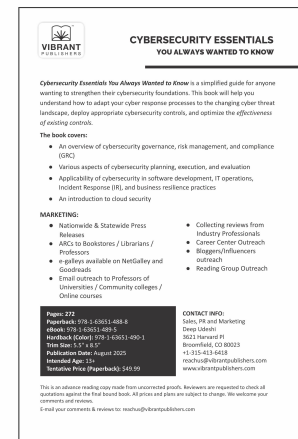 VIBRANT
PUBLISHERS
CYBERSECURITY ESSENTIALS
YOU ALWAYS WANTED TO KNOW
Cybersecurity Essentials You Always Wanted to Know is a simplified guide for anyone
wanting to strengthen their cybersecurity foundations. This book will help you
understand how to adapt your cyber response processes to the changing cyber threat
landscape, deploy appropriate cybersecurity controls, and optimize the effectiveness
of existing controls.
The book covers:
● An overview of cybersecurity governance, risk management, and compliance
(GRC)
● Various aspects of cybersecurity planning, execution, and evaluation
● Applicability of cybersecurity in software development, IT operations,
Incident Response (IR), and business resilience practices
● An introduction to cloud security
MARKETING:
● Nationwide & Statewide Press
Releases
● ARCs to Bookstores / Librarians /
Professors
● e-galleys available on NetGalley and
Goodreads
● Email outreach to Professors of
Universities / Community colleges /
Online courses
● Collecting reviews from
Industry Professionals
● Career Center Outreach
● Bloggers/Influencers
outreach
● Reading Group Outreach
Pages: 272
Paperback: 978-1-63651-488-8
eBook: 978-1-63651-489-5
Hardback (Color): 978-1-63651-490-1
Trim Size: 5.5" x 8.5"
Publication Date: August 2025
Intended Age: 13+
Tentative Price (Paperback): $49.99
CONTACT INFO:
Sales, PR and Marketing
Deep Udeshi
3621 Harvard Pl
Broomfield, CO 80023
+1-315-413-6418
reachus@vibrantpublishers.com
www.vibrantpublishers.com
This is an advance reading copy made from uncorrected proofs. Reviewers are requested to check all
quotations against the final bound book. All prices and plans are subject to change. We welcome your
comments and reviews.
E-mail your comments & reviews to: reachus@vibrantpublishers.com